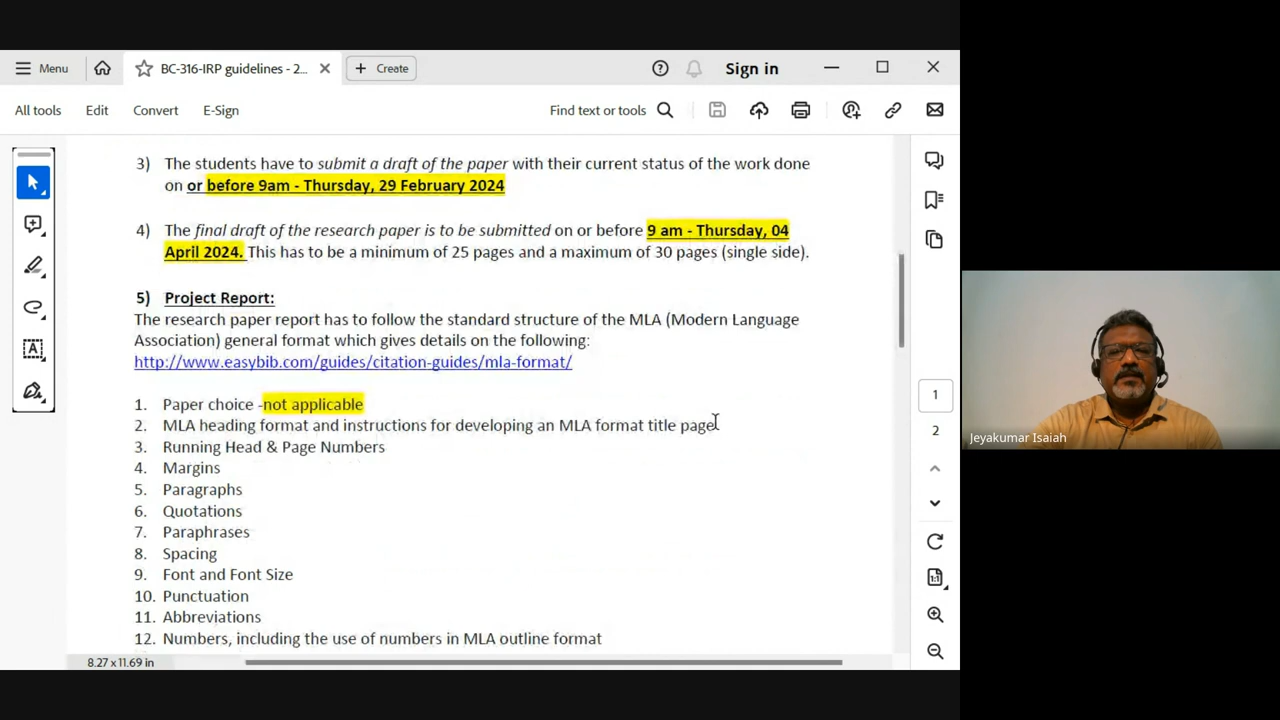 Menu
BC-316-IRP guidelines - 2...
Create
Sign in
All tools
Edit
Convert
E-Sign
Find text or tools
3) The students have to submit a draft of the paper with their current status of the work done
on or before 9am - Thursday, 29 February 2024
4) The final draft of the research paper is to be submitted on or before 9 am - Thursday, 04
April 2024. This has to be a minimum of 25 pages and a maximum of 30 pages (single side).
5) Project Report:
The research paper report has to follow the standard structure of the MLA (Modern Language
Association) general format which gives details on the following:
http://www.easybib.com/guides/citation-guides/mla-format/
1. Paper choice -not applicable
2. MLA heading format and instructions for developing an MLA format title page
3. Running Head & Page Numbers
4. Margins
5. Paragraphs
6. Quotations
7. Paraphrases
8. Spacing
9. Font and Font Size
10. Punctuation
11. Abbreviations
12. Numbers, including the use of numbers in MLA outline format
8.27 x 11.69 in
1
2
1:1
Jeyakumar Isaiah